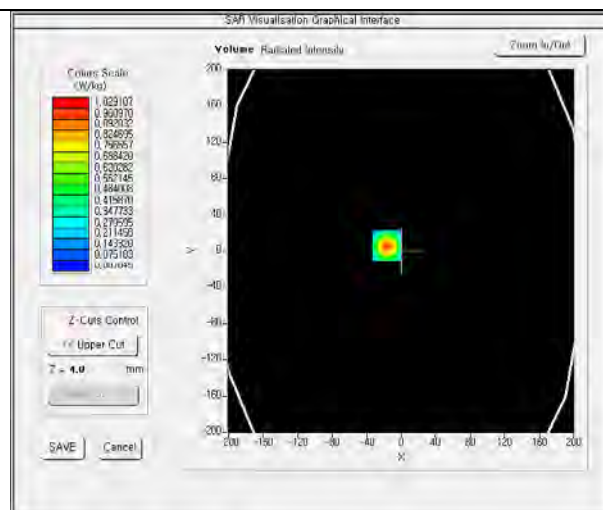 SAR Visualisation Graphical Interface
Volume Radiated Intensity
Zoom In/Out
Colors Scale
(W/kg)
1.029107
0.960970
0.892832
0.824695
0.756557
0.688420
0.620282
0.552145
0.484008
0.415870
0.347733
0.279595
0.211458
0.143320
0.075183
0.007045
200
160
120
80
40
0
-40
-80
-120
-160
-200
Y
-200 -160 -120 -80 -40 0 40 80 120 160 200
X
Z-Cuts Control
<< Upper Cut
Z = 4.0 mm
SAVE Cancel